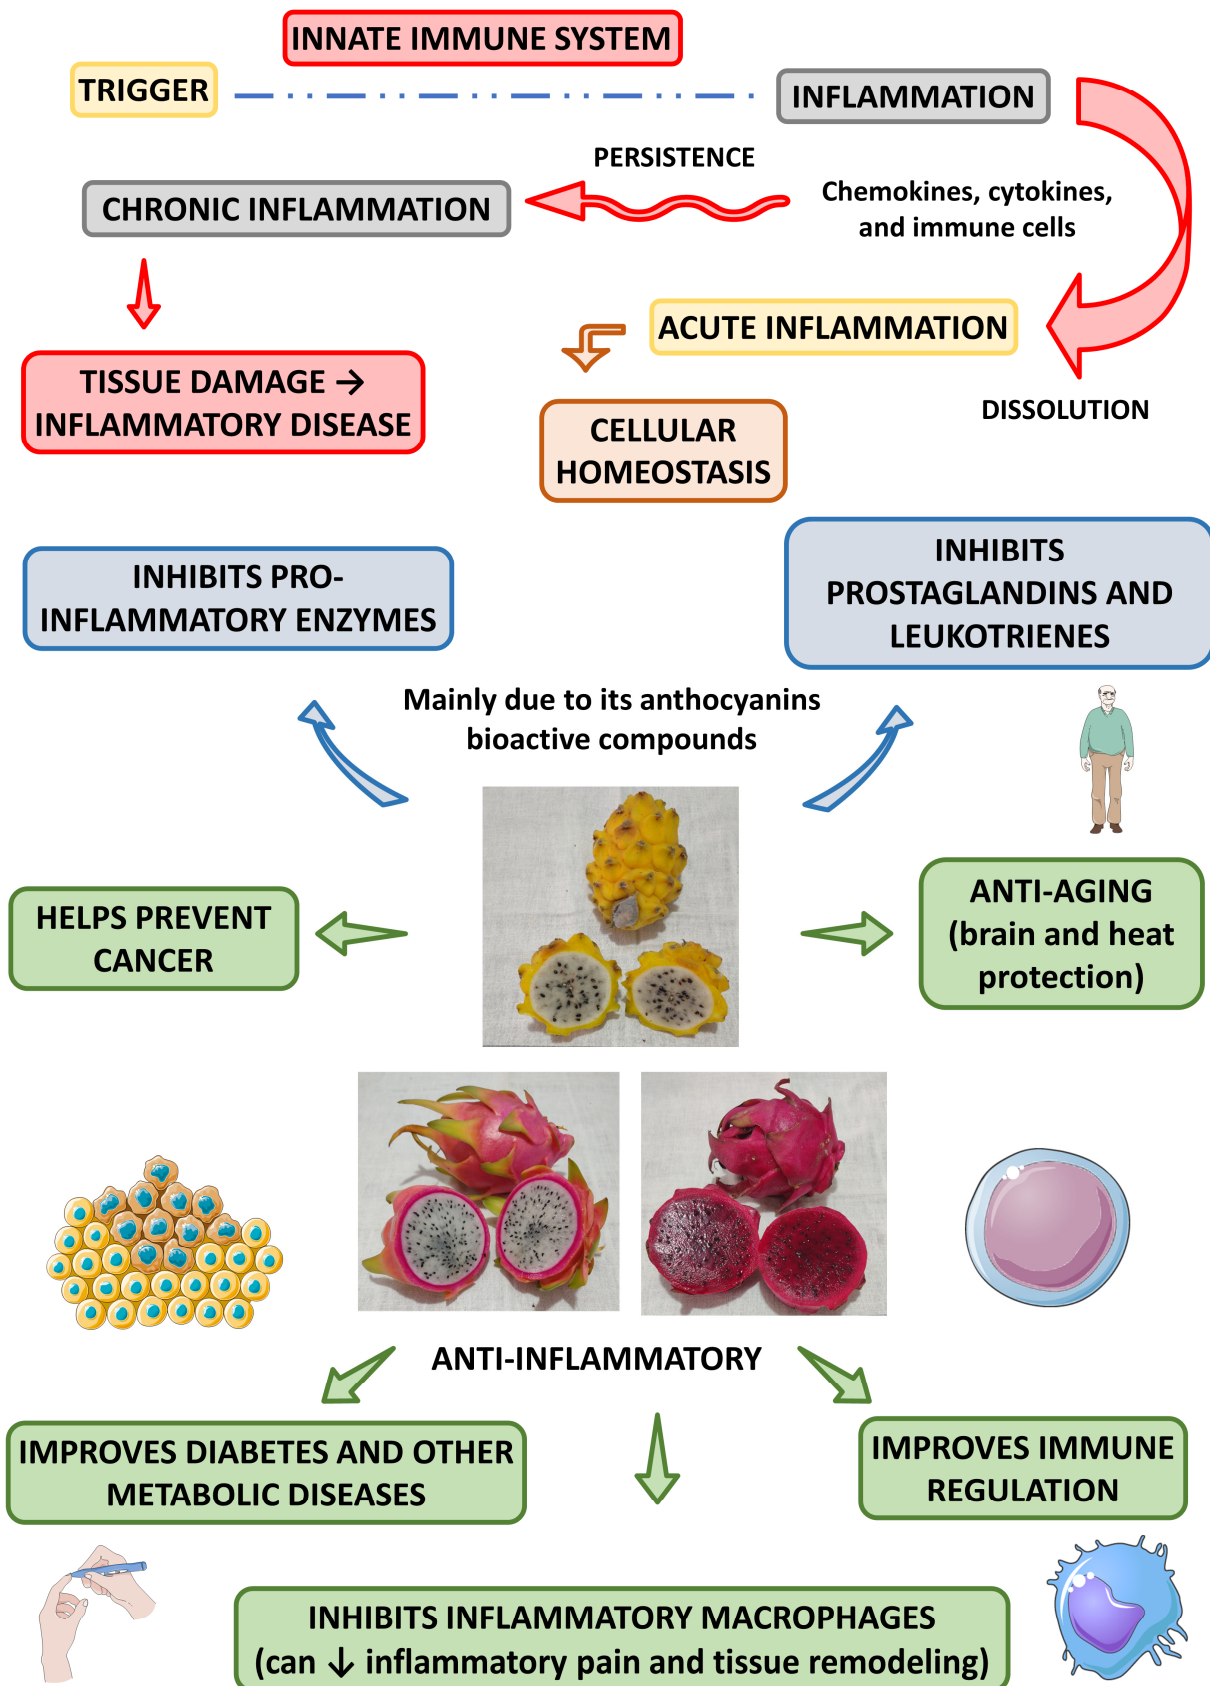 INNATE IMMUNE SYSTEM
TRIGGER
INFLAMMATION
PERSISTENCE
Chemokines, cytokines,
and immune cells
CHRONIC INFLAMMATION
ACUTE INFLAMMATION
DISSOLUTION
TISSUE DAMAGE →
INFLAMMATORY DISEASE
CELLULAR
HOMEOSTASIS
INHIBITS PRO-
INFLAMMATORY ENZYMES
INHIBITS
PROSTAGLANDINS AND
LEUKOTRIENES
Mainly due to its anthocyanins
bioactive compounds
HELPS PREVENT
CANCER
ANTI-AGING
(brain and heat
protection)
ANTI-INFLAMMATORY
IMPROVES DIABETES AND OTHER
METABOLIC DISEASES
IMPROVES IMMUNE
REGULATION
INHIBITS INFLAMMATORY MACROPHAGES
(can ↓ inflammatory pain and tissue remodeling)